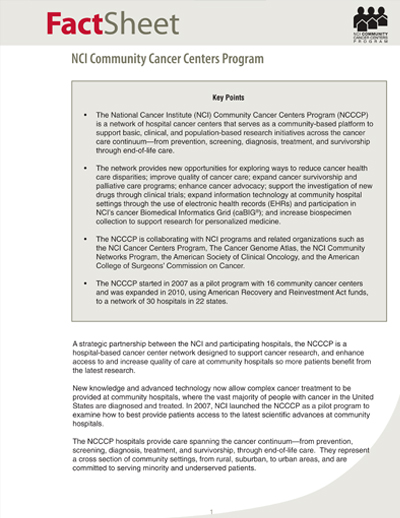 FactSheet
NCI COMMUNITY
CANCER CENTERS
PROGRAM
NCI Community Cancer Centers Program
Key Points
• The National Cancer Institute (NCI) Community Cancer Centers Program (NCCCP)
is a network of hospital cancer centers that serves as a community-based platform to
support basic, clinical, and population-based research initiatives across the cancer
care continuum—from prevention, screening, diagnosis, treatment, and survivorship
through end-of-life care.
• The network provides new opportunities for exploring ways to reduce cancer health
care disparities; improve quality of cancer care; expand cancer survivorship and
palliative care programs; enhance cancer advocacy; support the investigation of new
drugs through clinical trials; expand information technology at community hospital
settings through the use of electronic health records (EHRs) and participation in
NCI's cancer Biomedical Informatics Grid (caBIG®); and increase biospecimen
collection to support research for personalized medicine.
• The NCCCP is collaborating with NCI programs and related organizations such as
the NCI Cancer Centers Program, The Cancer Genome Atlas, the NCI Community
Networks Program, the American Society of Clinical Oncology, and the American
College of Surgeons' Commission on Cancer.
• The NCCCP started in 2007 as a pilot program with 16 community cancer centers
and was expanded in 2010, using American Recovery and Reinvestment Act funds,
to a network of 30 hospitals in 22 states.
A strategic partnership between the NCI and participating hospitals, the NCCCP is a
hospital-based cancer center network designed to support cancer research, and enhance
access to and increase quality of care at community hospitals so more patients benefit from
the latest research.
New knowledge and advanced technology now allow complex cancer treatment to be
provided at community hospitals, where the vast majority of people with cancer in the United
States are diagnosed and treated. In 2007, NCI launched the NCCCP as a pilot program to
examine how to best provide patients access to the latest scientific advances at community
hospitals.
The NCCCP hospitals provide care spanning the cancer continuum—from prevention,
screening, diagnosis, treatment, and survivorship, through end-of-life care. They represent
a cross section of community settings, from rural, suburban, to urban areas, and are
committed to serving minority and underserved patients.
1